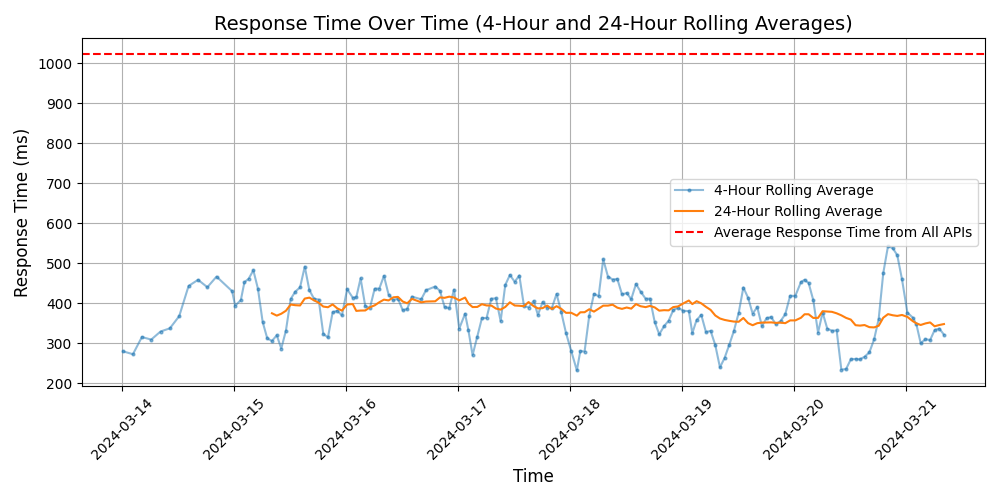 Response Time Over Time (4-Hour and 24-Hour Rolling Averages)
Response Time (ms)
1000
900
800
700
600
500
400
300
200
4-Hour Rolling Average
24-Hour Rolling Average
Average Response Time from All APIs
2024-03-14
2024-03-15
2024-03-16
2024-03-17
2024-03-18
2024-03-19
2024-03-20
2024-03-21
Time